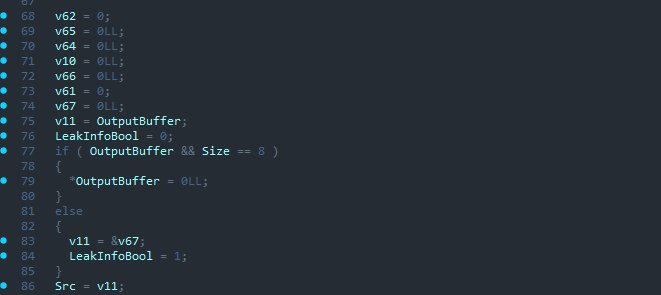 68 v62 = 0;
69 v65 = 0LL;
70 v64 = 0LL;
71 v10 = 0LL;
72 v66 = 0LL;
73 v61 = 0;
74 v67 = 0LL;
75 v11 = OutputBuffer;
76 LeakInfoBool = 0;
77 if ( OutputBuffer && Size == 8 )
78 {
79 *OutputBuffer = 0LL;
80 }
81 else
82 {
83 v11 = &v67;
84 LeakInfoBool = 1;
85 }
86 Src = v11;